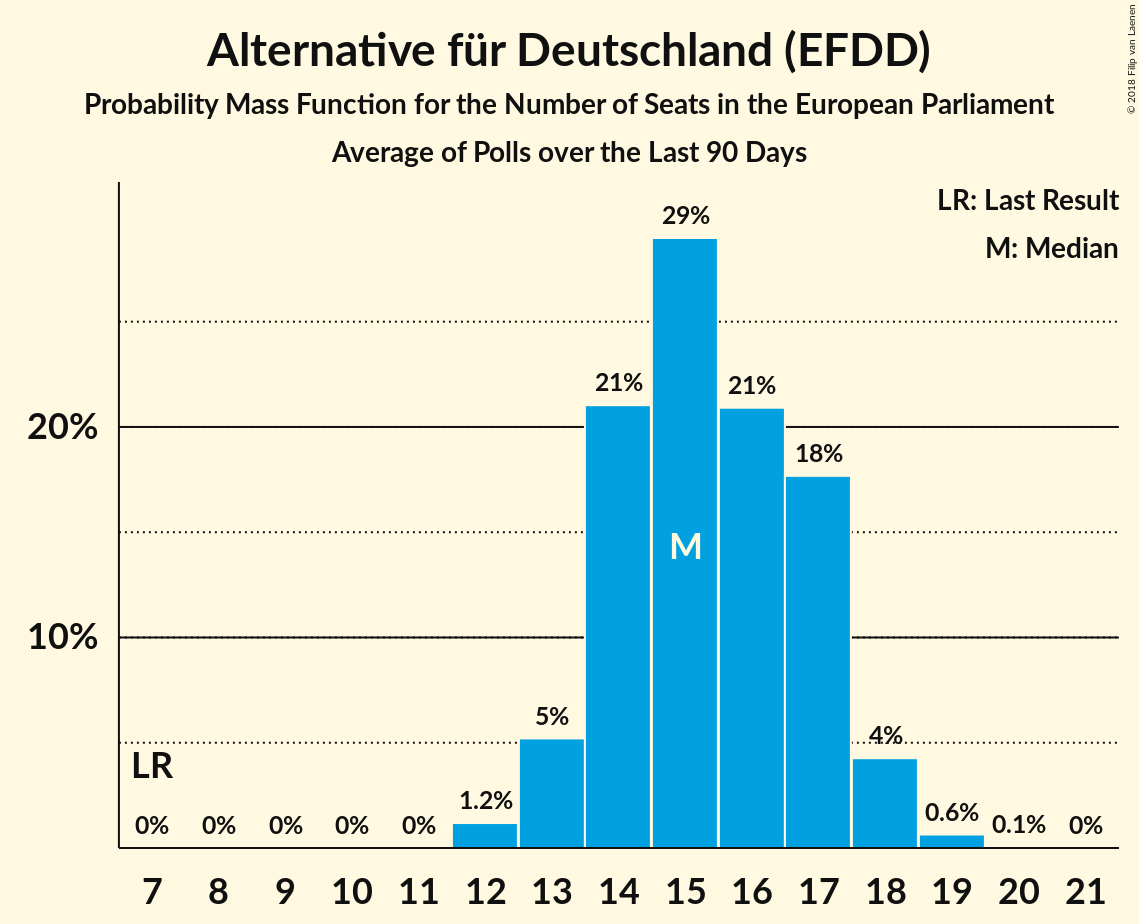 Alternative für Deutschland (EFDD)
Probability Mass Function for the Number of Seats in the European Parliament
Average of Polls over the Last 90 Days
© 2018 Filip van Laenen
LR: Last Result
M: Median
29%
21%
21%
20%
18%
M
10%
5%
4%
LR
1.2%
0.6%
0% 0% 0% 0% 0% 0.1% 0%
7 8 9 10 11 12 13 14 15 16 17 18 19 20 21